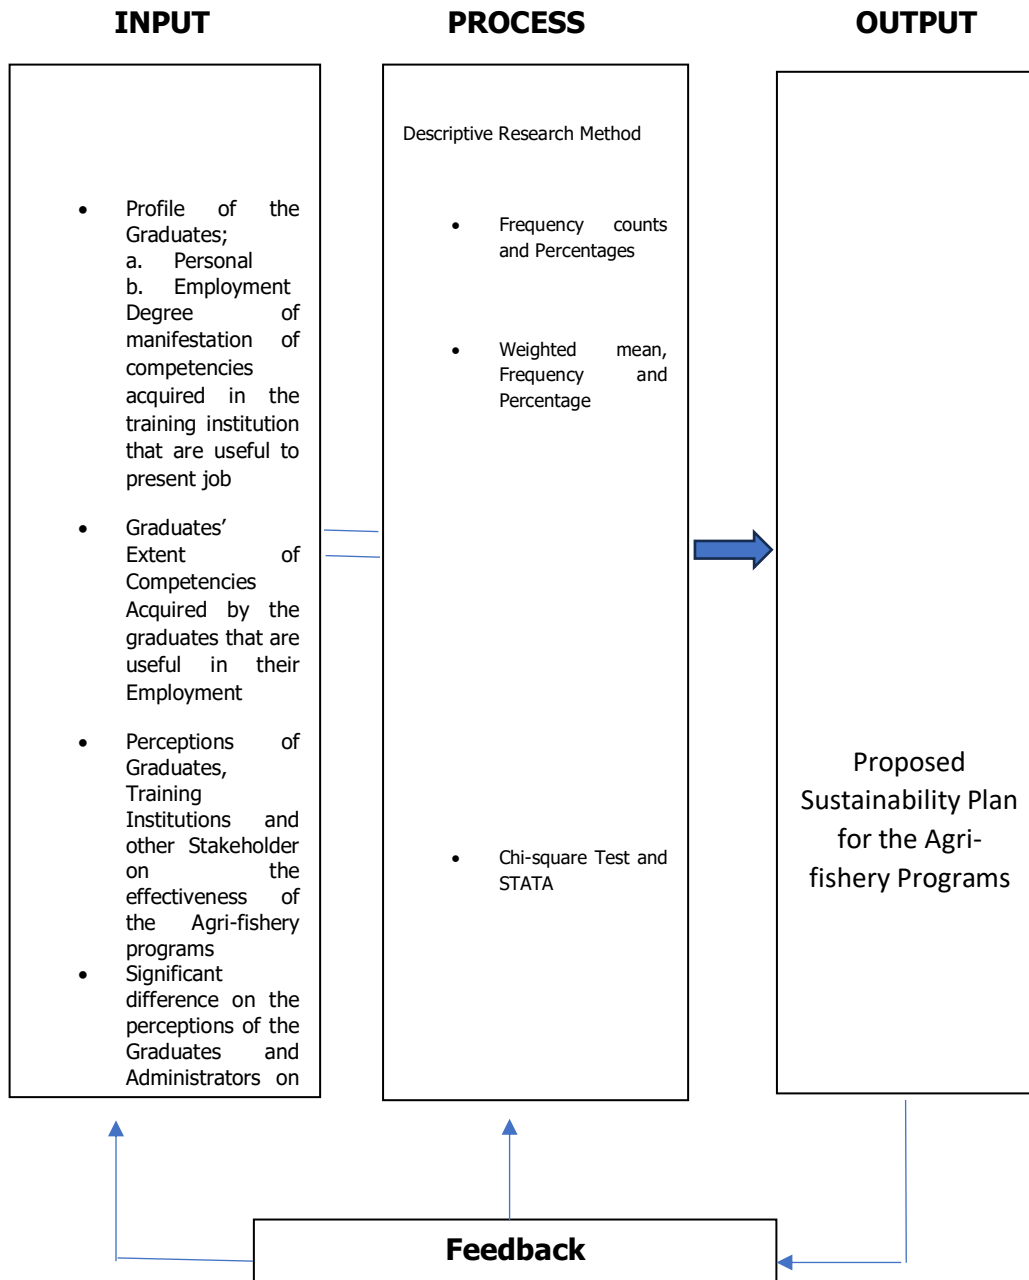 INPUT
PROCESS
OUTPUT
• Profile of the
Graduates;
a. Personal
b. Employment
Degree of
manifestation of
competencies
acquired in the
training institution
that are useful to
present job
• Graduates’
Extent of
Competencies
Acquired by the
graduates that are
useful in their
Employment
• Perceptions of
Graduates,
Training
Institutions and
other Stakeholder
on the
effectiveness of
the Agri-fishery
programs
• Significant
difference on the
perceptions of the
Graduates and
Administrators on
Descriptive Research Method
• Frequency counts
and Percentages
• Weighted mean,
Frequency and
Percentage
• Chi-square Test and
STATA
Proposed
Sustainability Plan
for the Agri-
fishery Programs
Feedback